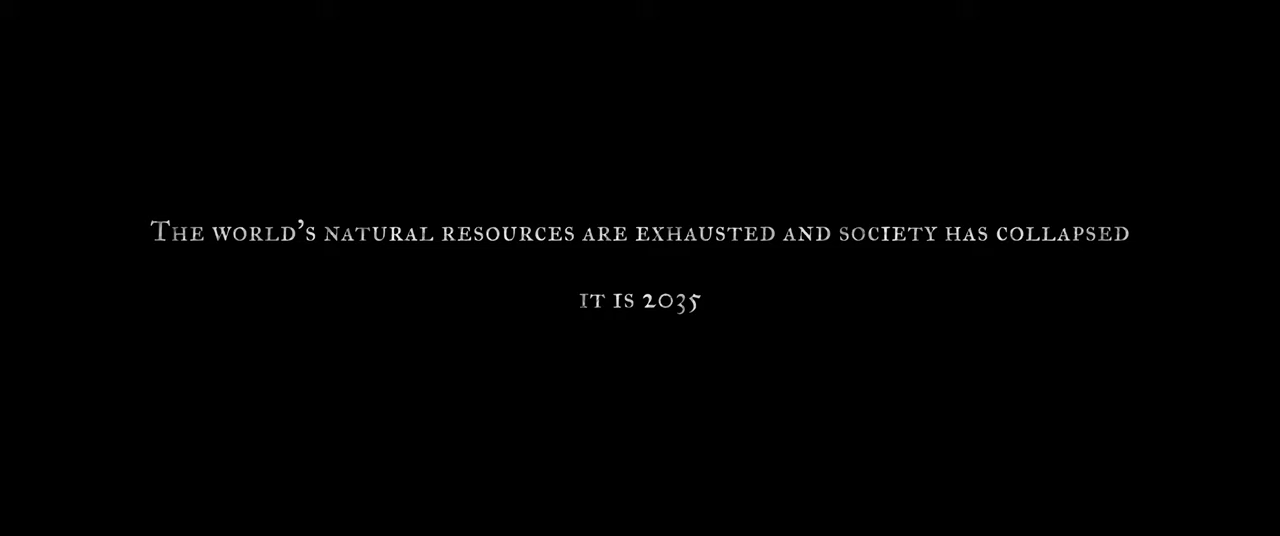 The world's natural resources are exhausted and society has collapsed
it is 2035